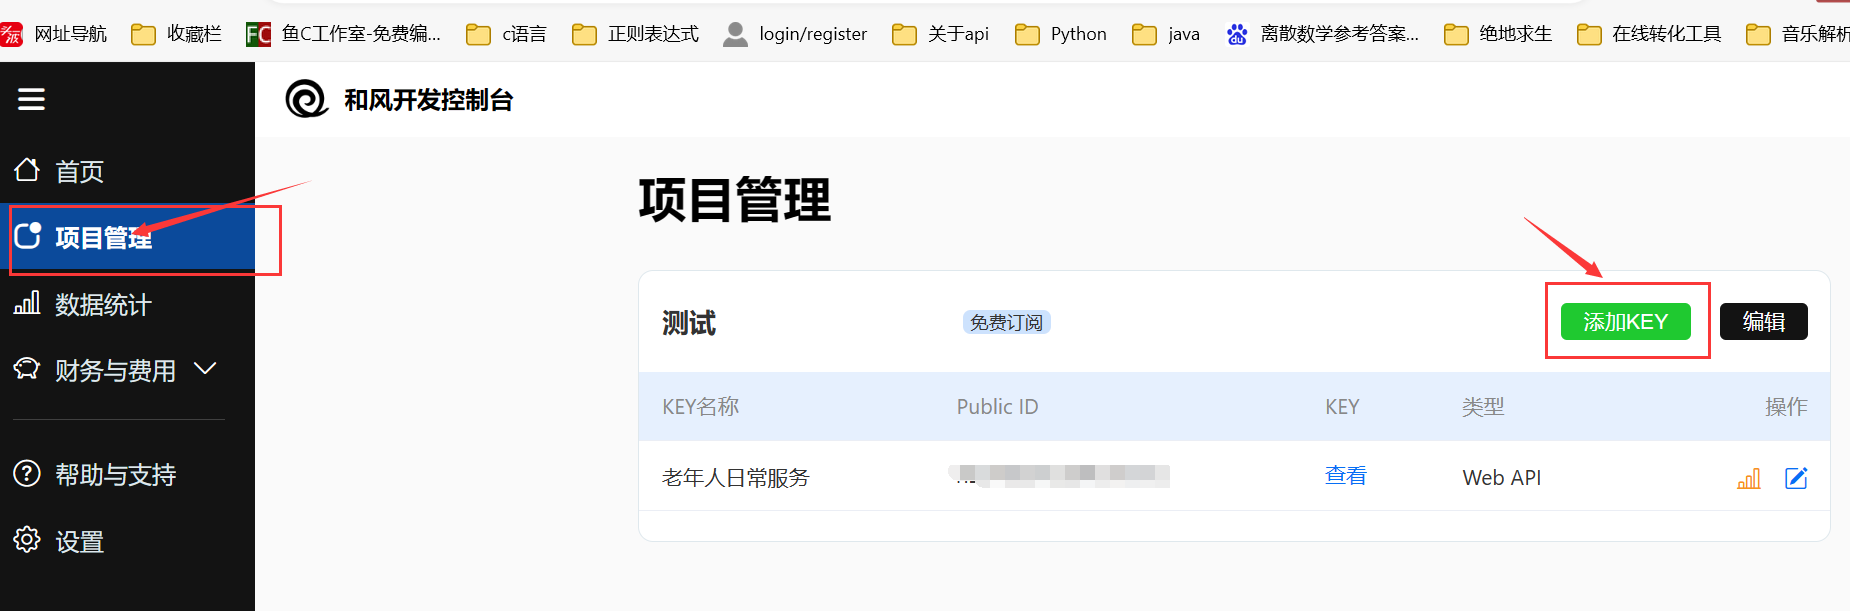 网址导航 收藏栏 FC 鱼C工作室-免费编... c语言 正则表达式 login/register 关于api Python java du 离散数学参考答案... 绝地求生 在线转化工具 音乐解析
和风开发控制台
首页
项目管理
数据统计
财务与费用
帮助与支持
设置
项目管理
测试 免费订阅 添加KEY 编辑
KEY名称 Public ID KEY 类型 操作
老年人日常服务 查看 Web API